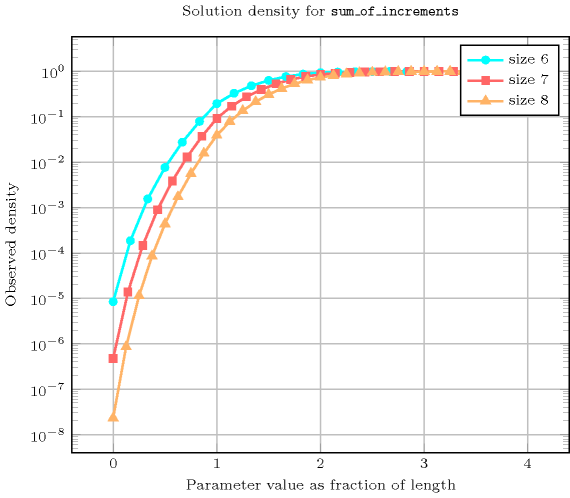 Solution density for sum_of_increments
size 6
size 7
size 8
10⁰
10⁻¹
10⁻²
10⁻³
10⁻⁴
10⁻⁵
10⁻⁶
10⁻⁷
10⁻⁸
Observed density
0 1 2 3 4
Parameter value as fraction of length